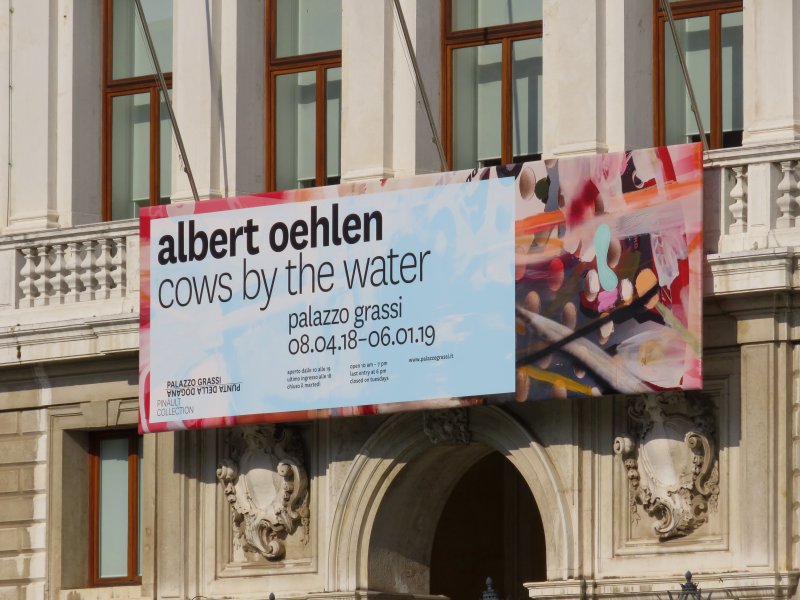 albert oehlen
cows by the water
palazzo grassi
08.04.18–06.01.19
aperto dalle 10 alle 19
ultimo ingresso alle 18
chiuso il martedì
open 10 am – 7 pm
last entry at 6 pm
closed on tuesdays
www.palazzograssi.it
PALAZZO GRASSI
PUNTA DELLA DOGANA
PINAULT
COLLECTION